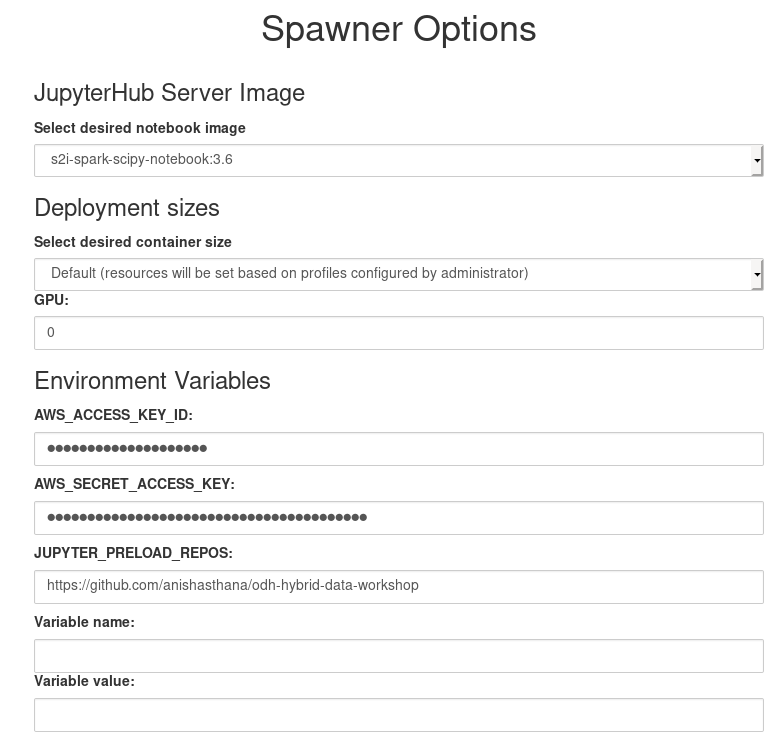 Spawner Options
JupyterHub Server Image
Select desired notebook image
s2i-spark-scipy-notebook:3.6
Deployment sizes
Select desired container size
Default (resources will be set based on profiles configured by administrator)
GPU:
0
Environment Variables
AWS_ACCESS_KEY_ID:
●●●●●●●●●●●●●●●●●●●●
AWS_SECRET_ACCESS_KEY:
●●●●●●●●●●●●●●●●●●●●●●●●●●●●●●●●●●●●●●●●
JUPYTER_PRELOAD_REPOS:
https://github.com/anishasthana/odh-hybrid-data-workshop
Variable name:
Variable value: